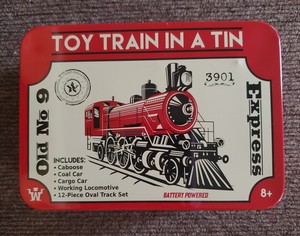 TOY TRAIN IN A TIN
3901
Old No 9
Express
INCLUDES:
• Caboose
• Coal Car
• Cargo Car
• Working Locomotive
• 12-Piece Oval Track Set
BATTERY POWERED
8+